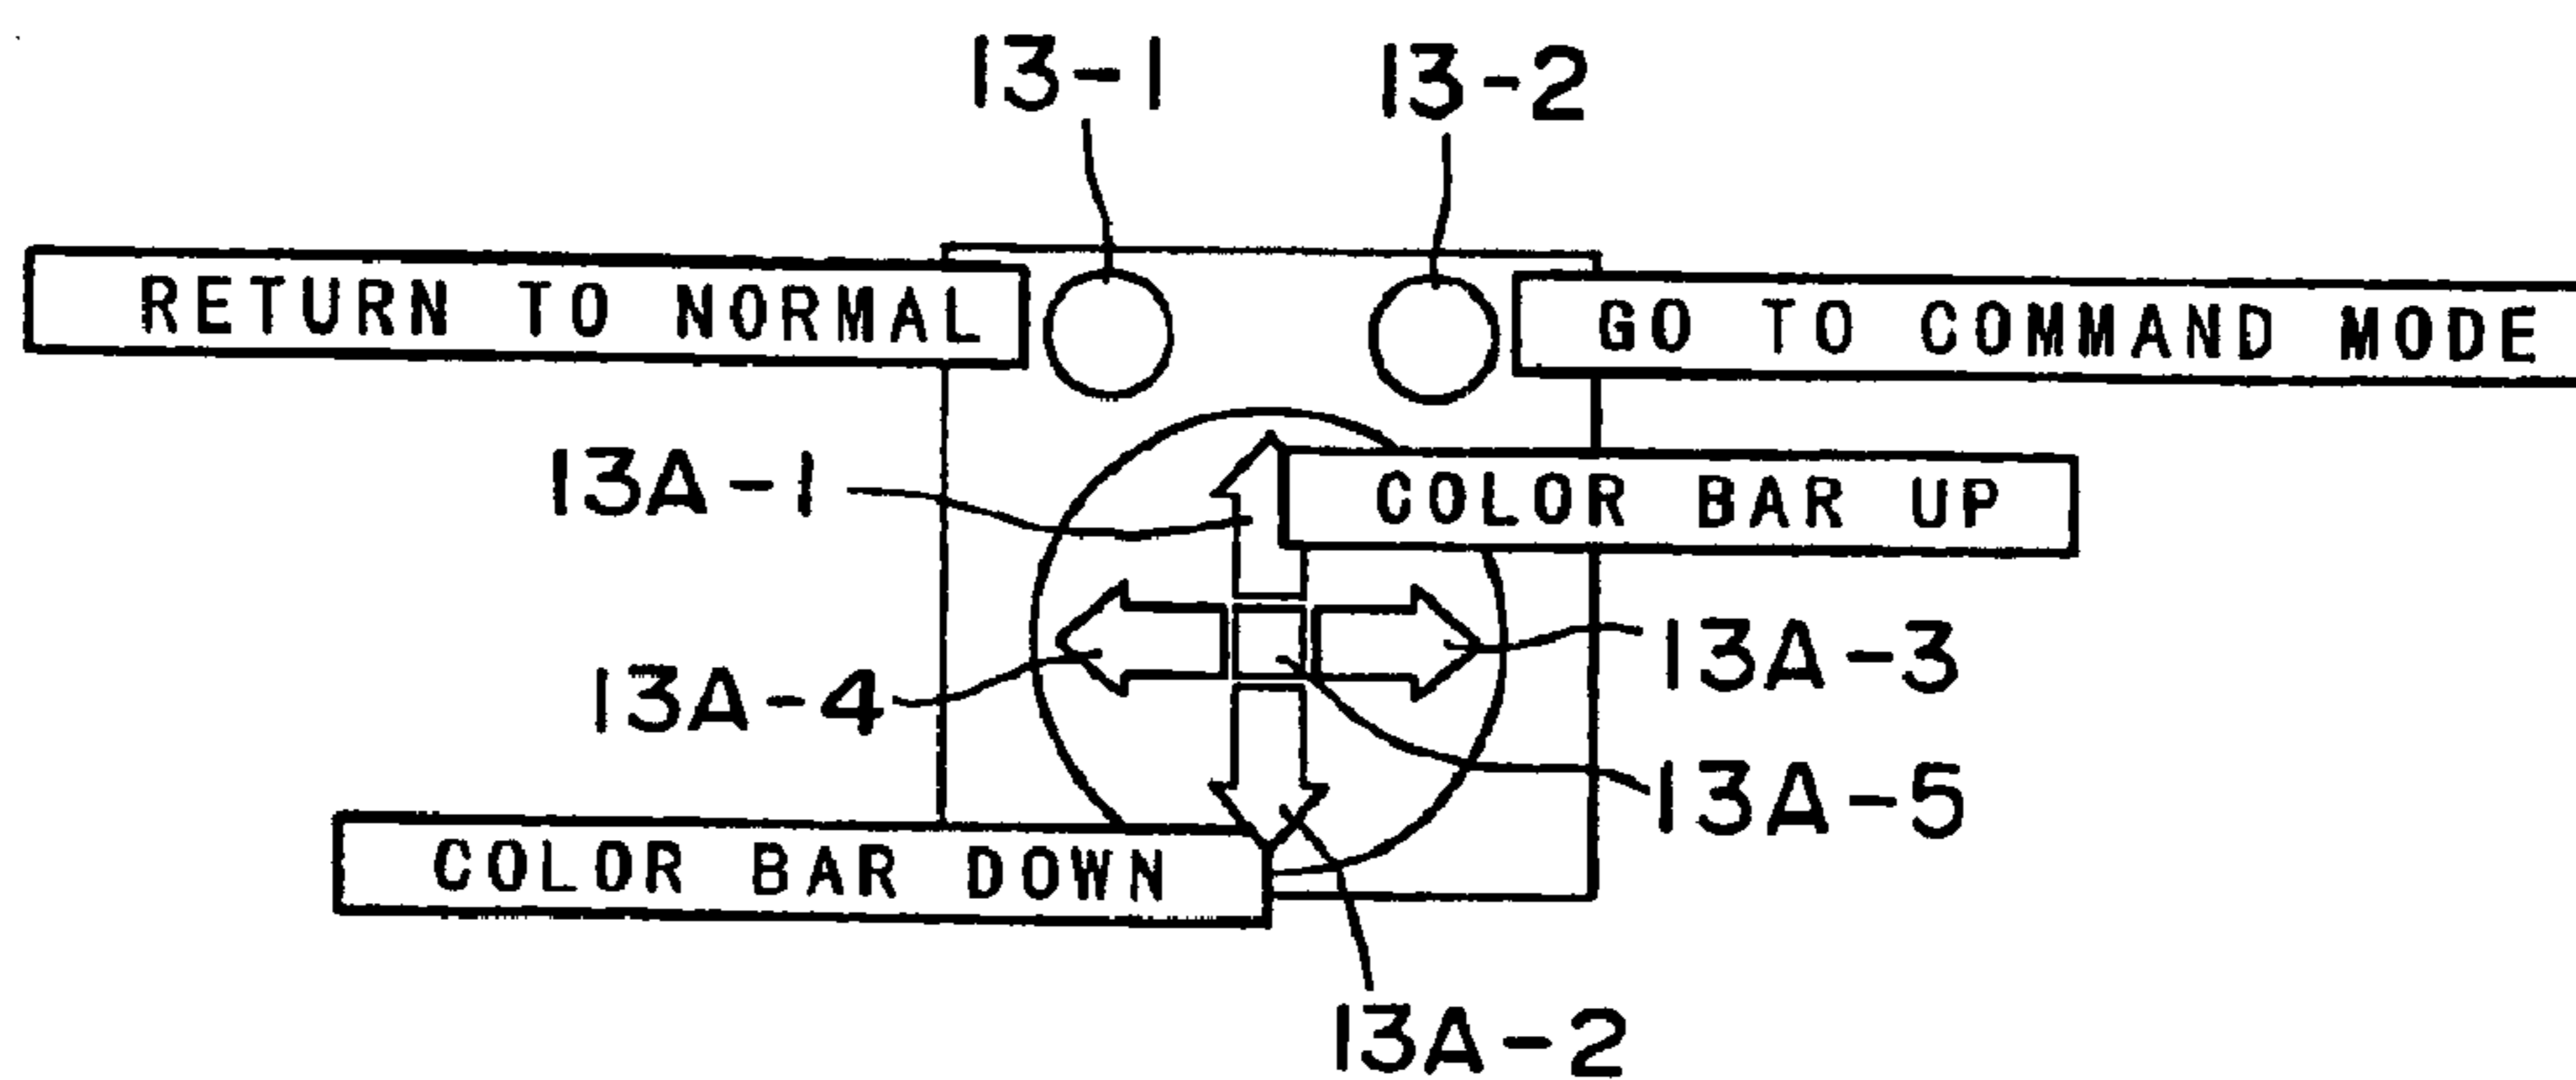 13-1 13-2
RETURN TO NORMAL GO TO COMMAND MODE
13A-1 COLOR BAR UP
13A-4 13A-3
13A-5
COLOR BAR DOWN
13A-2